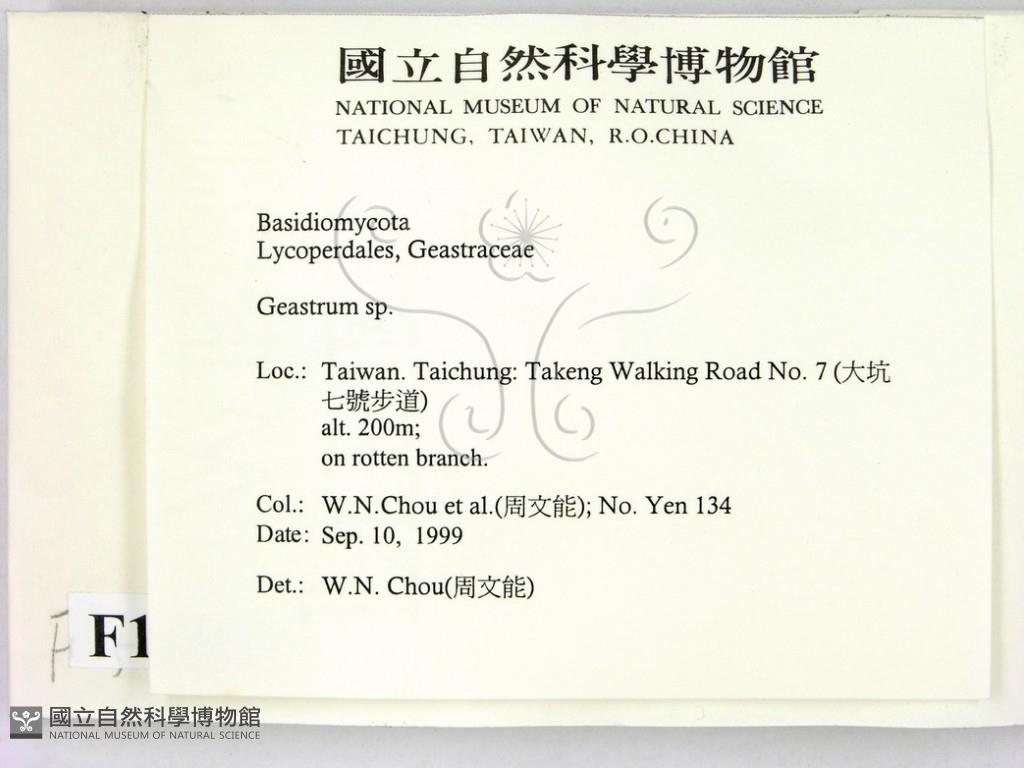 國立自然科學博物館
NATIONAL MUSEUM OF NATURAL SCIENCE
TAICHUNG, TAIWAN, R.O.CHINA
Basidiomycota
Lycoperdales, Geastraceae
Geastrum sp.
Loc.: Taiwan. Taichung: Takeng Walking Road No. 7 (大坑
七號步道)
alt. 200m;
on rotten branch.
Col.: W.N.Chou et al.(周文能); No. Yen 134
Date: Sep. 10, 1999
Det.: W.N. Chou(周文能)
F1
國立自然科學博物館
NATIONAL MUSEUM OF NATURAL SCIENCE